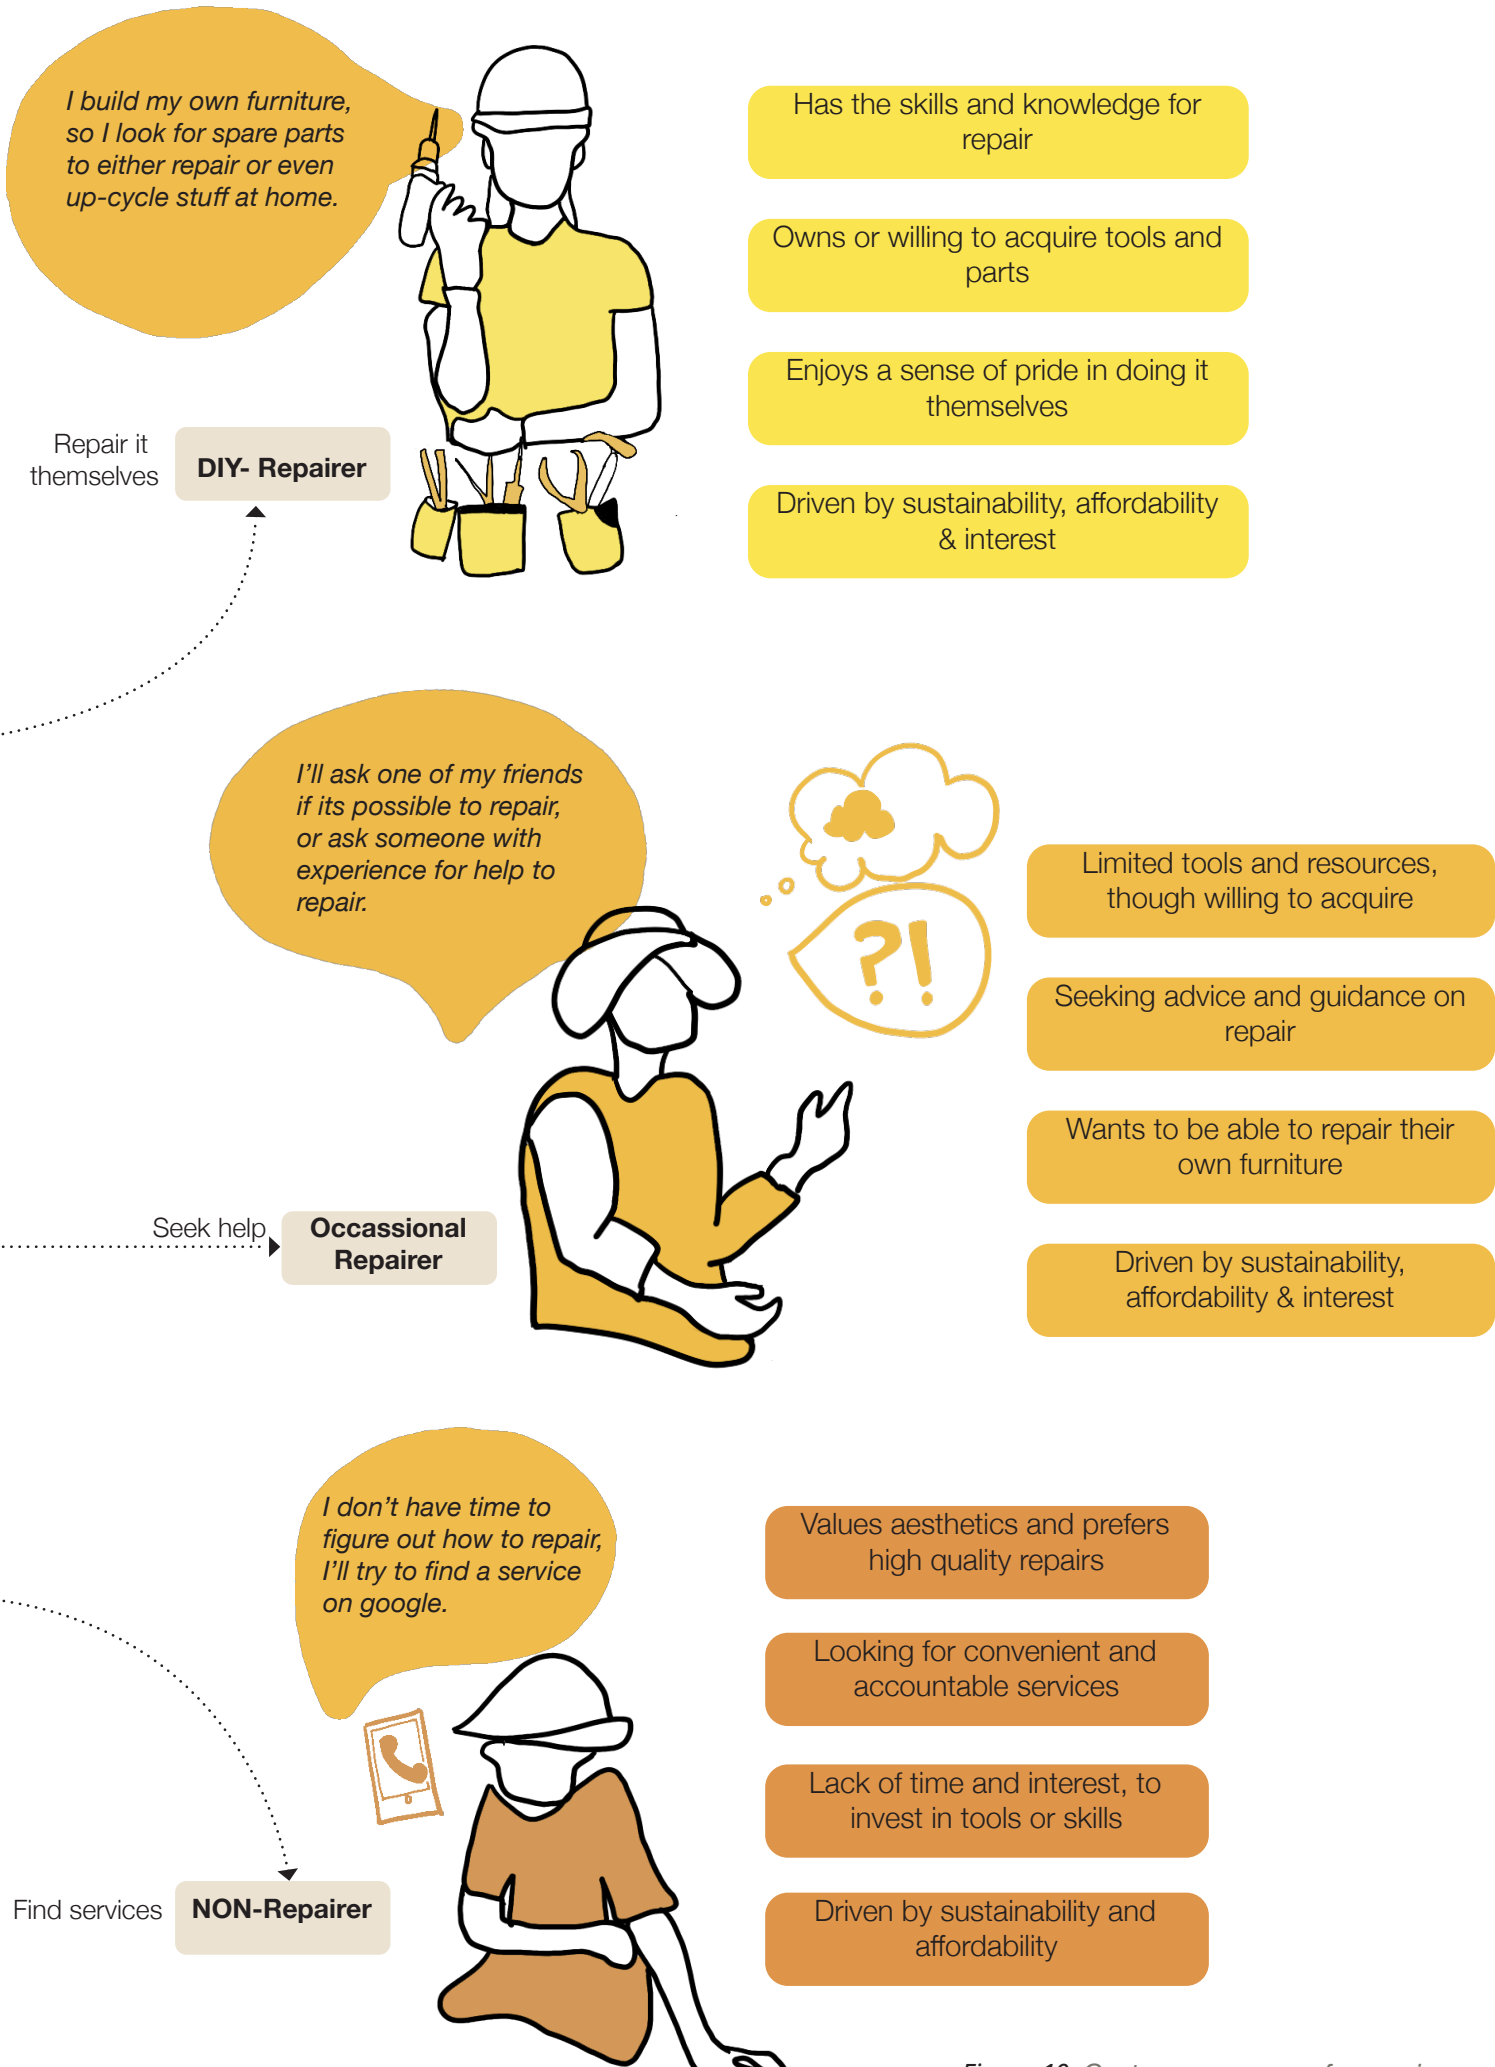 I build my own furniture,
so I look for spare parts
to either repair or even
up-cycle stuff at home.
Has the skills and knowledge for
repair
Owns or willing to acquire tools and
parts
Enjoys a sense of pride in doing it
themselves
Driven by sustainability, affordability
& interest
Repair it
themselves
DIY- Repairer
I'll ask one of my friends
if its possible to repair,
or ask someone with
experience for help to
repair.
?!
Limited tools and resources,
though willing to acquire
Seeking advice and guidance on
repair
Wants to be able to repair their
own furniture
Driven by sustainability,
affordability & interest
Seek help
Occassional
Repairer
I don't have time to
figure out how to repair,
I'll try to find a service
on google.
Values aesthetics and prefers
high quality repairs
Looking for convenient and
accountable services
Lack of time and interest, to
invest in tools or skills
Driven by sustainability and
affordability
Find services
NON-Repairer